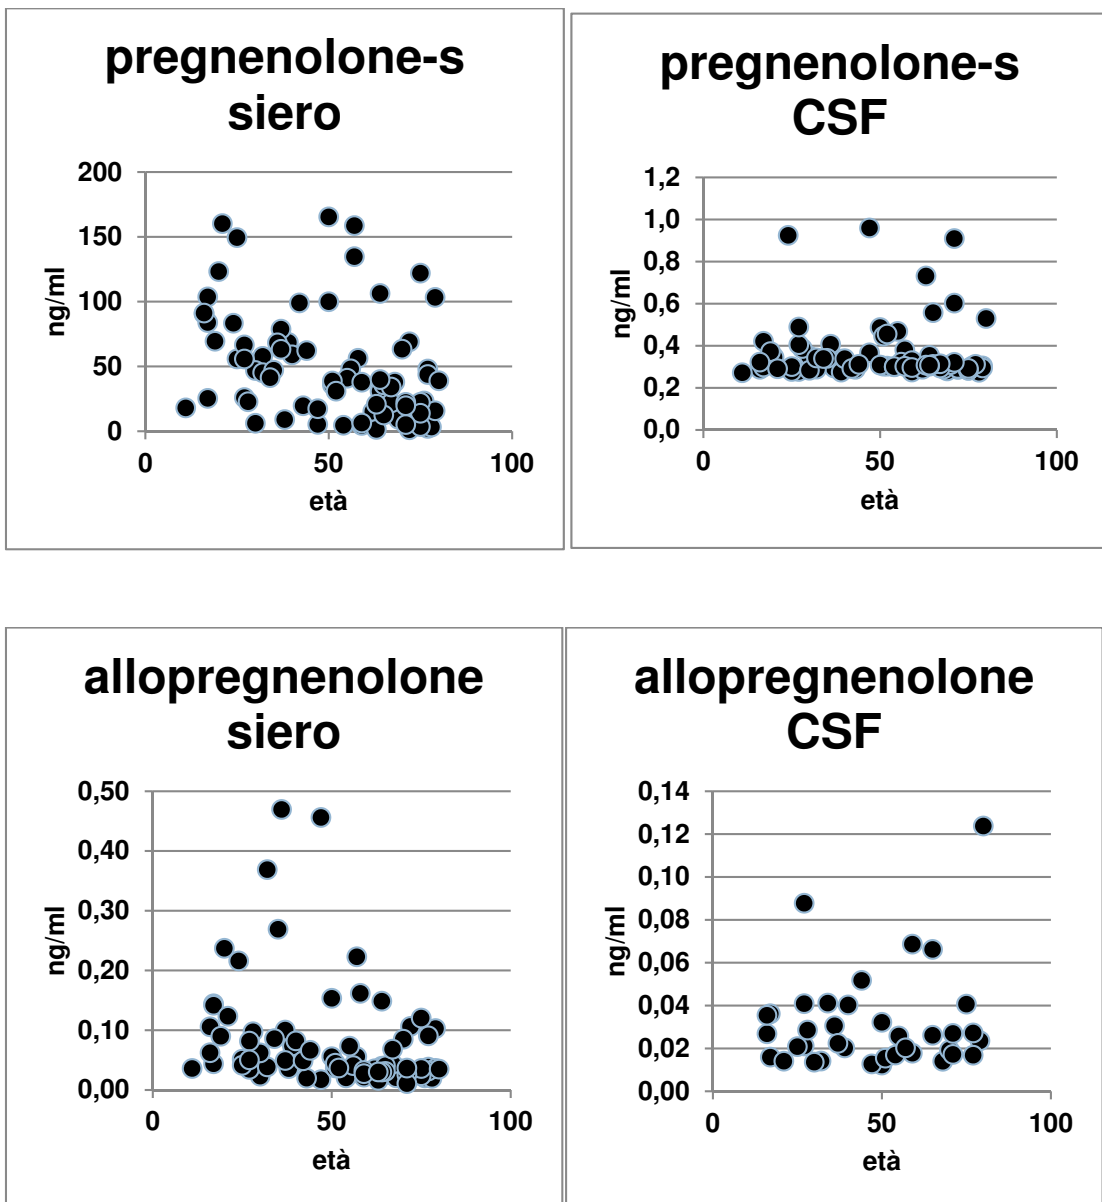 pregnenolone-s
siero
200
150
100
50
0
ng/ml
0
50
100
età
pregnenolone-s
CSF
1,2
1,0
0,8
0,6
0,4
0,2
0,0
ng/ml
0
50
100
età
allopregnenolone
siero
0,50
0,40
0,30
0,20
0,10
0,00
ng/ml
0
50
100
età
allopregnenolone
CSF
0,14
0,12
0,10
0,08
0,06
0,04
0,02
0,00
ng/ml
0
50
100
età